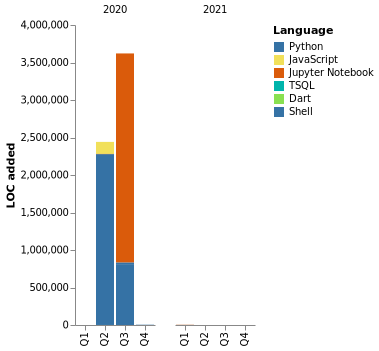 2020 2021
LOC added
4,000,000
3,500,000
3,000,000
2,500,000
2,000,000
1,500,000
1,000,000
500,000
0
Q1 Q2 Q3 Q4 Q1 Q2 Q3 Q4
Language
Python
JavaScript
Jupyter Notebook
TSQL
Dart
Shell